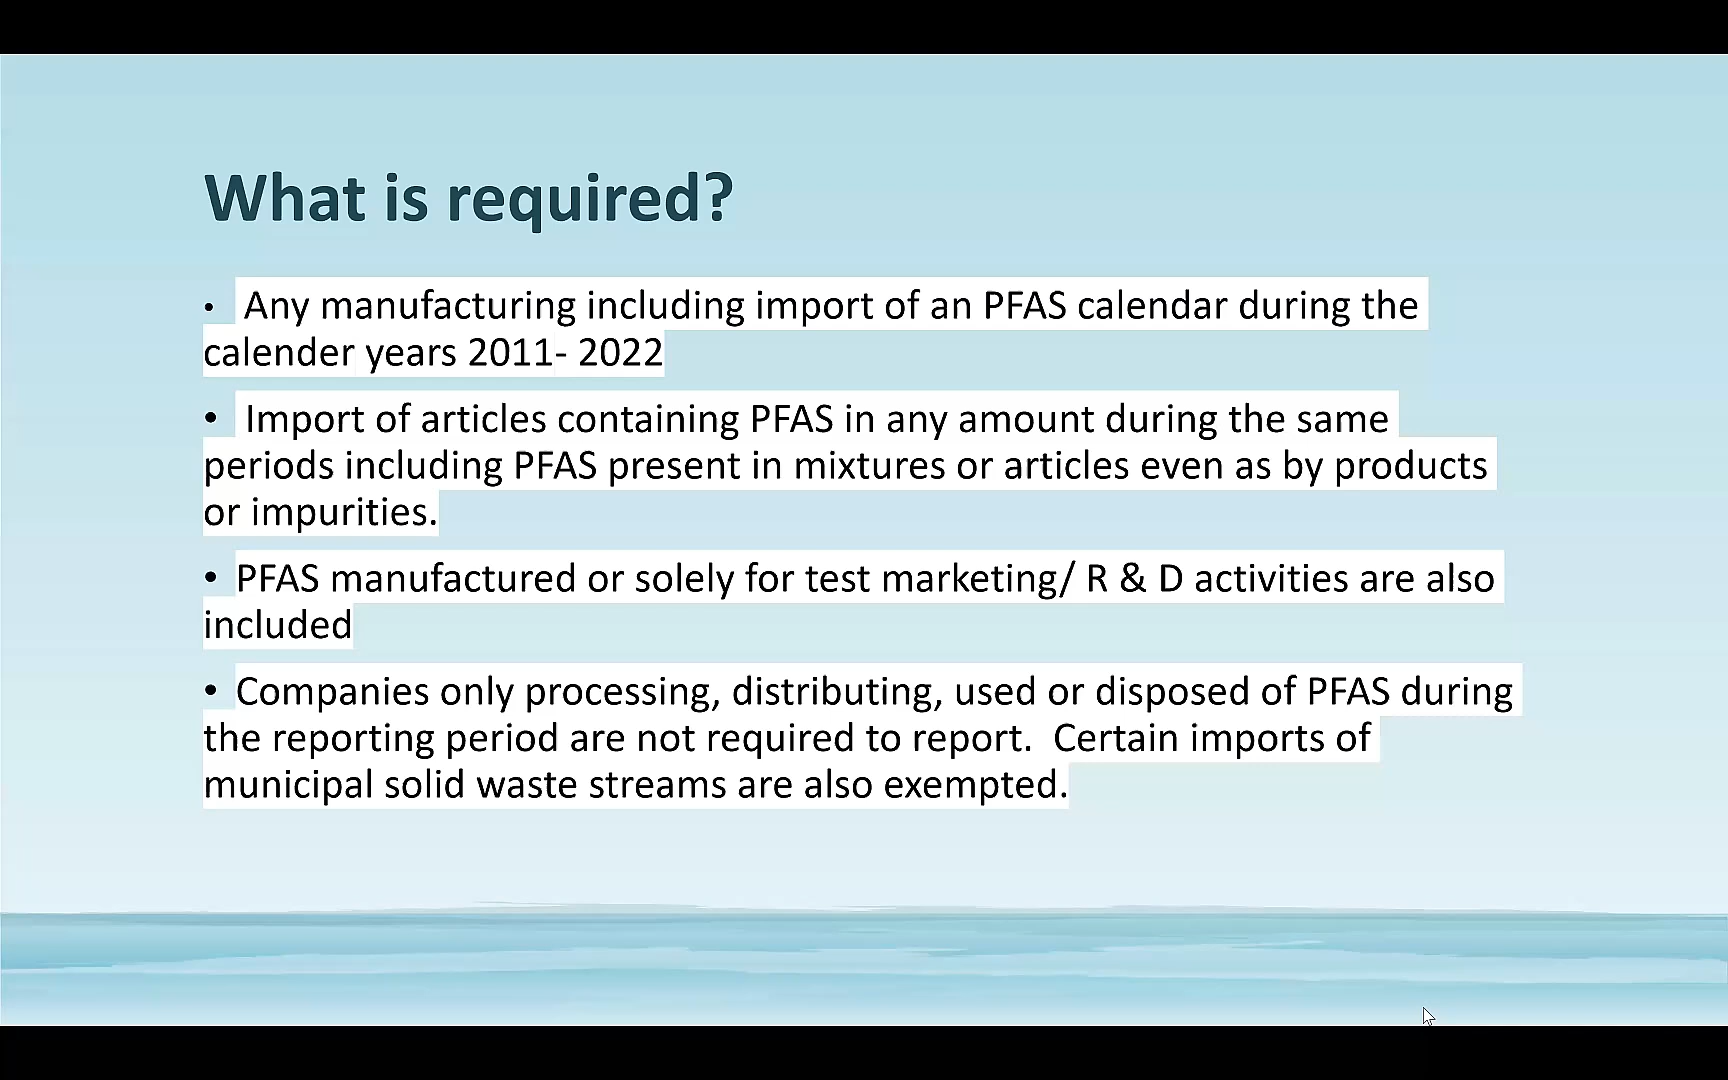 What is required?
• Any manufacturing including import of an PFAS calendar during the
calender years 2011- 2022
• Import of articles containing PFAS in any amount during the same
periods including PFAS present in mixtures or articles even as by products
or impurities.
• PFAS manufactured or solely for test marketing/ R & D activities are also
included
• Companies only processing, distributing, used or disposed of PFAS during
the reporting period are not required to report.  Certain imports of
municipal solid waste streams are also exempted.